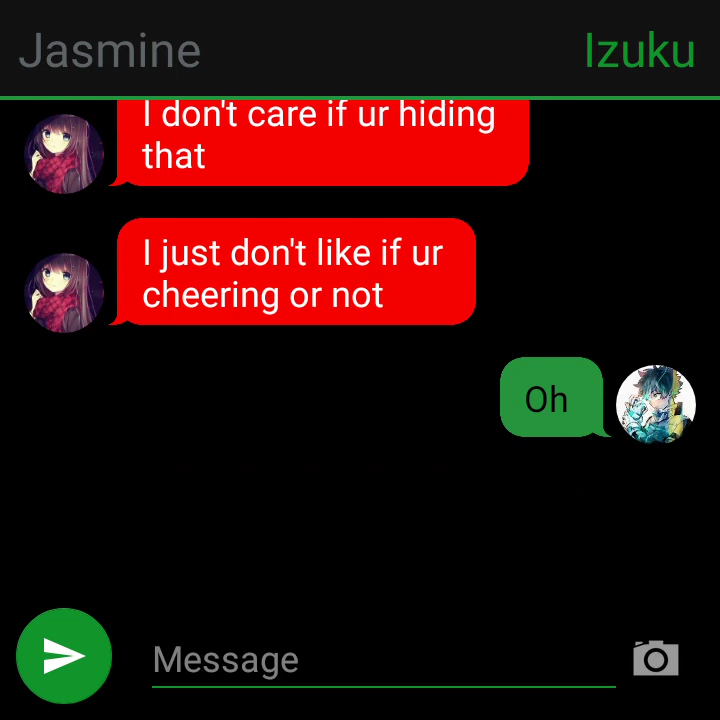 Jasmine Izuku
I don't care if ur hiding
that
I just don't like if ur
cheering or not
Oh
Message